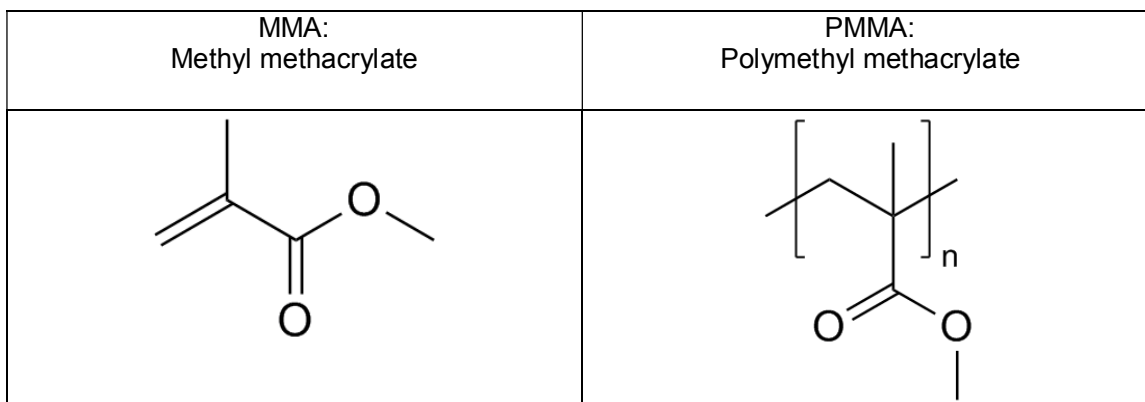 MMA:
Methyl methacrylate
PMMA:
Polymethyl methacrylate
O
O
n
O
O